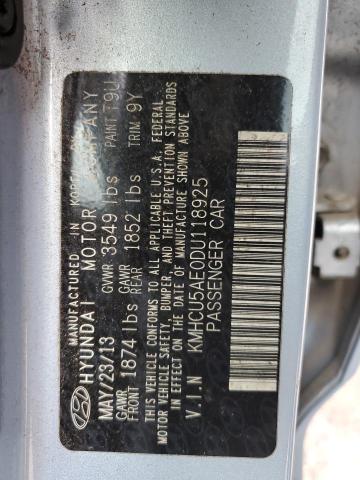 MANUFACTURED IN KOREA BY
HYUNDAI MOTOR COMPANY
MAY/23/13 GVWR 3549 lbs PAINT T9U
GAWR FRONT 1874 lbs GAWR REAR 1852 lbs TRIM 9Y
THIS VEHICLE CONFORMS TO ALL APPLICABLE U.S.A. FEDERAL
MOTOR VEHICLE SAFETY, BUMPER, AND THEFT PREVENTION STANDARDS
IN EFFECT ON THE DATE OF MANUFACTURE SHOWN ABOVE
V.I.N KMHCU5AE0DU118925
PASSENGER CAR